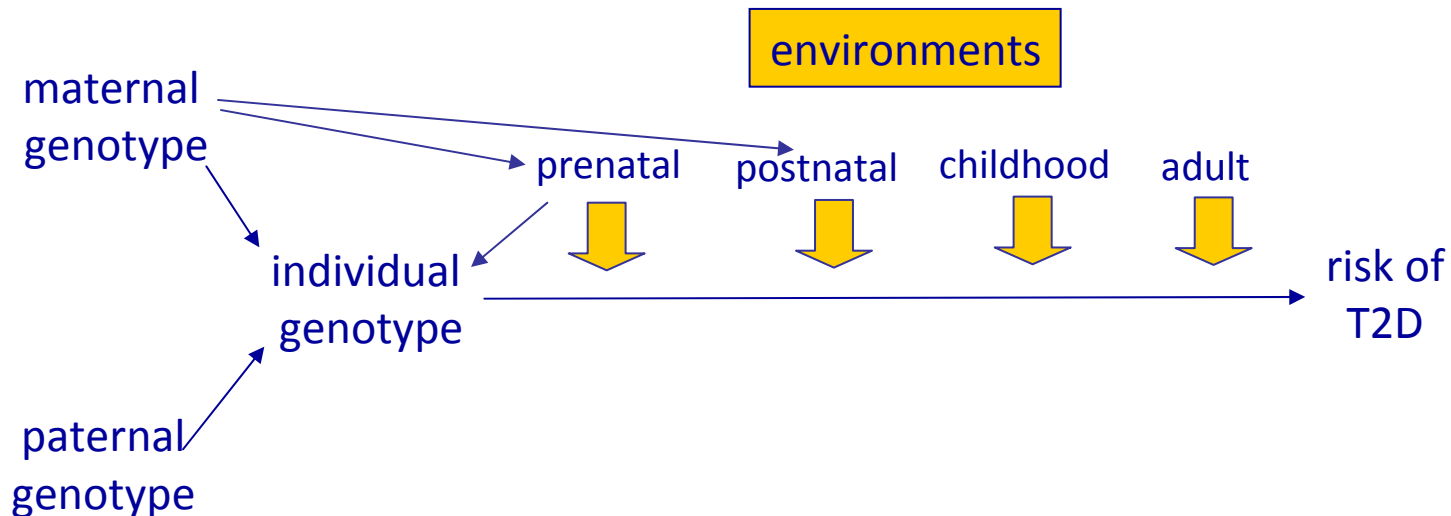 environments
maternal
genotype
prenatal
postnatal
childhood
adult
individual
genotype
risk of
T2D
paternal
genotype